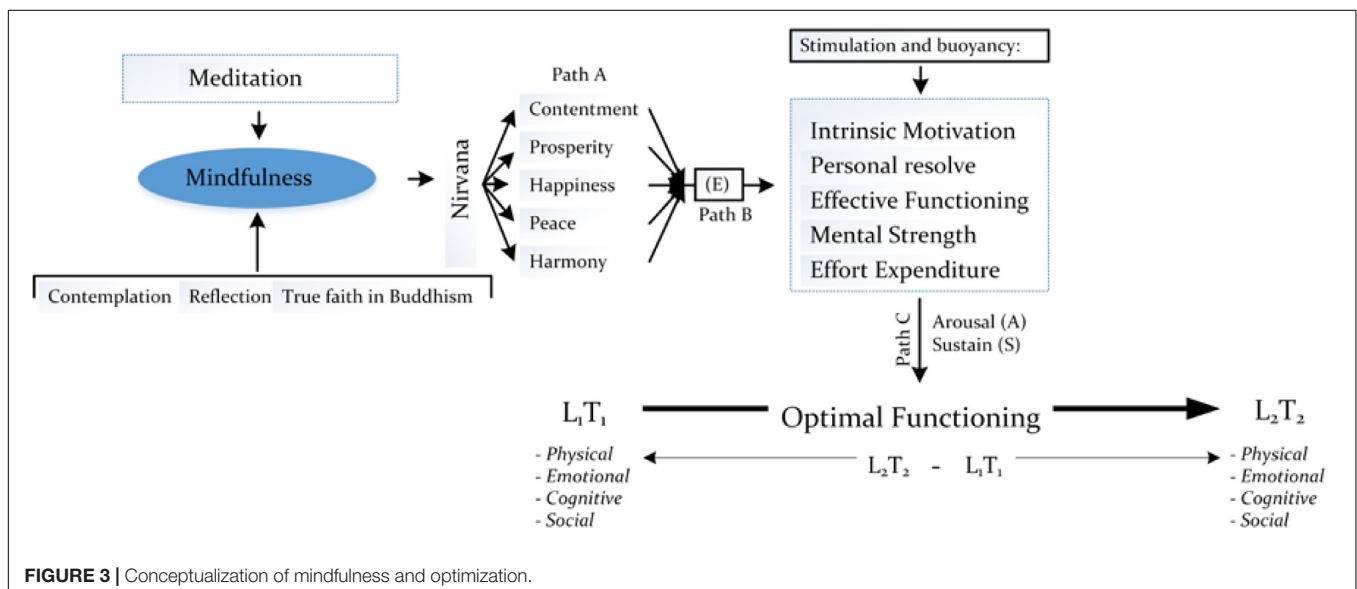 Meditation
Mindfulness
Contemplation Reflection True faith in Buddhism
Nirvana
Path A
Contentment
Prosperity
Happiness
Peace
Harmony
(E)
Path B
Stimulation and buoyancy:
Intrinsic Motivation
Personal resolve
Effective Functioning
Mental Strength
Effort Expenditure
Path C
Arousal (A)
Sustain (S)
L₁T₁
Optimal Functioning
L₂T₂
- Physical
- Emotional
- Cognitive
- Social
L₂T₂ - L₁T₁
- Physical
- Emotional
- Cognitive
- Social
FIGURE 3 | Conceptualization of mindfulness and optimization.